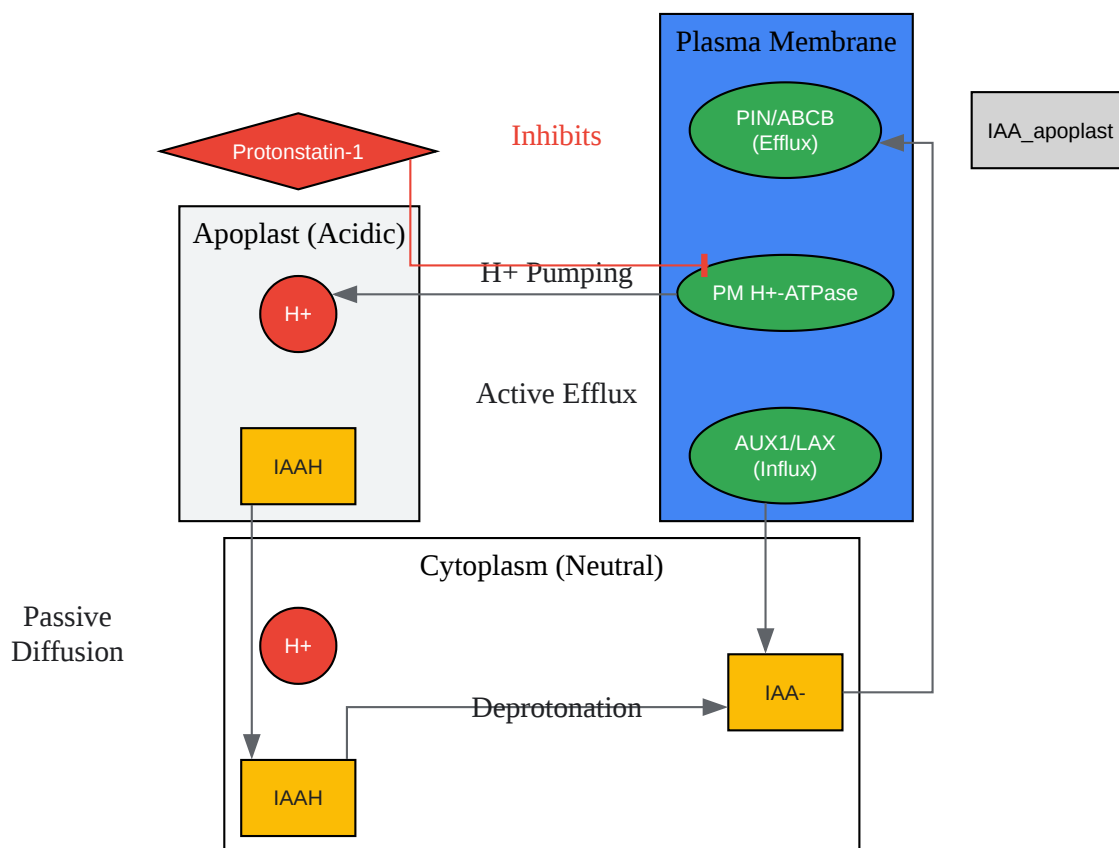 Plasma Membrane
PIN/ABCB
(Efflux)
IAA_apoplast
Inhibits
Protonstatin-1
Apoplast (Acidic)
H+ Pumping
PM H+-ATPase
H+
Active Efflux
AUX1/LAX
(Influx)
IAAH
Cytoplasm (Neutral)
Passive
Diffusion
H+
IAA-
Deprotonation
IAAH